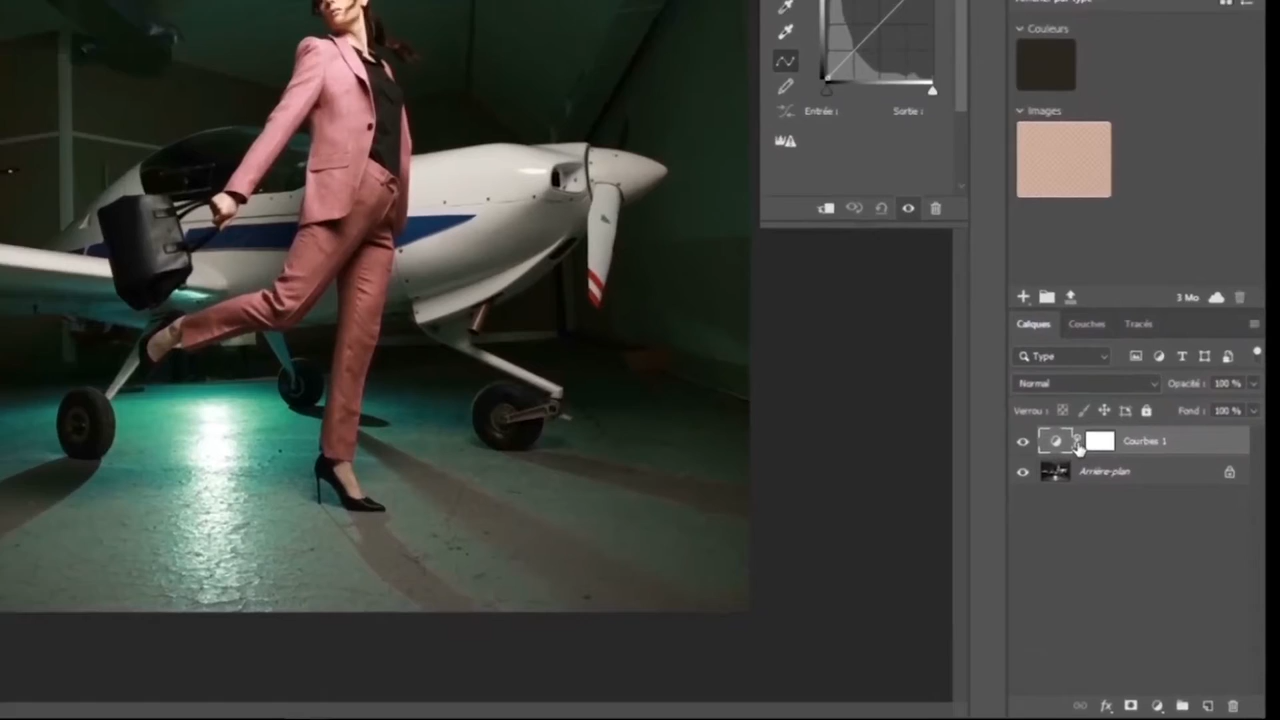 Couleurs
Images
Entrée :
Sortie :
3 Mo
Calques
Couches
Tracés
Type
Normal
Opacité : 100 %
Verrou :
Fond : 100 %
Courbes 1
Arrière-plan